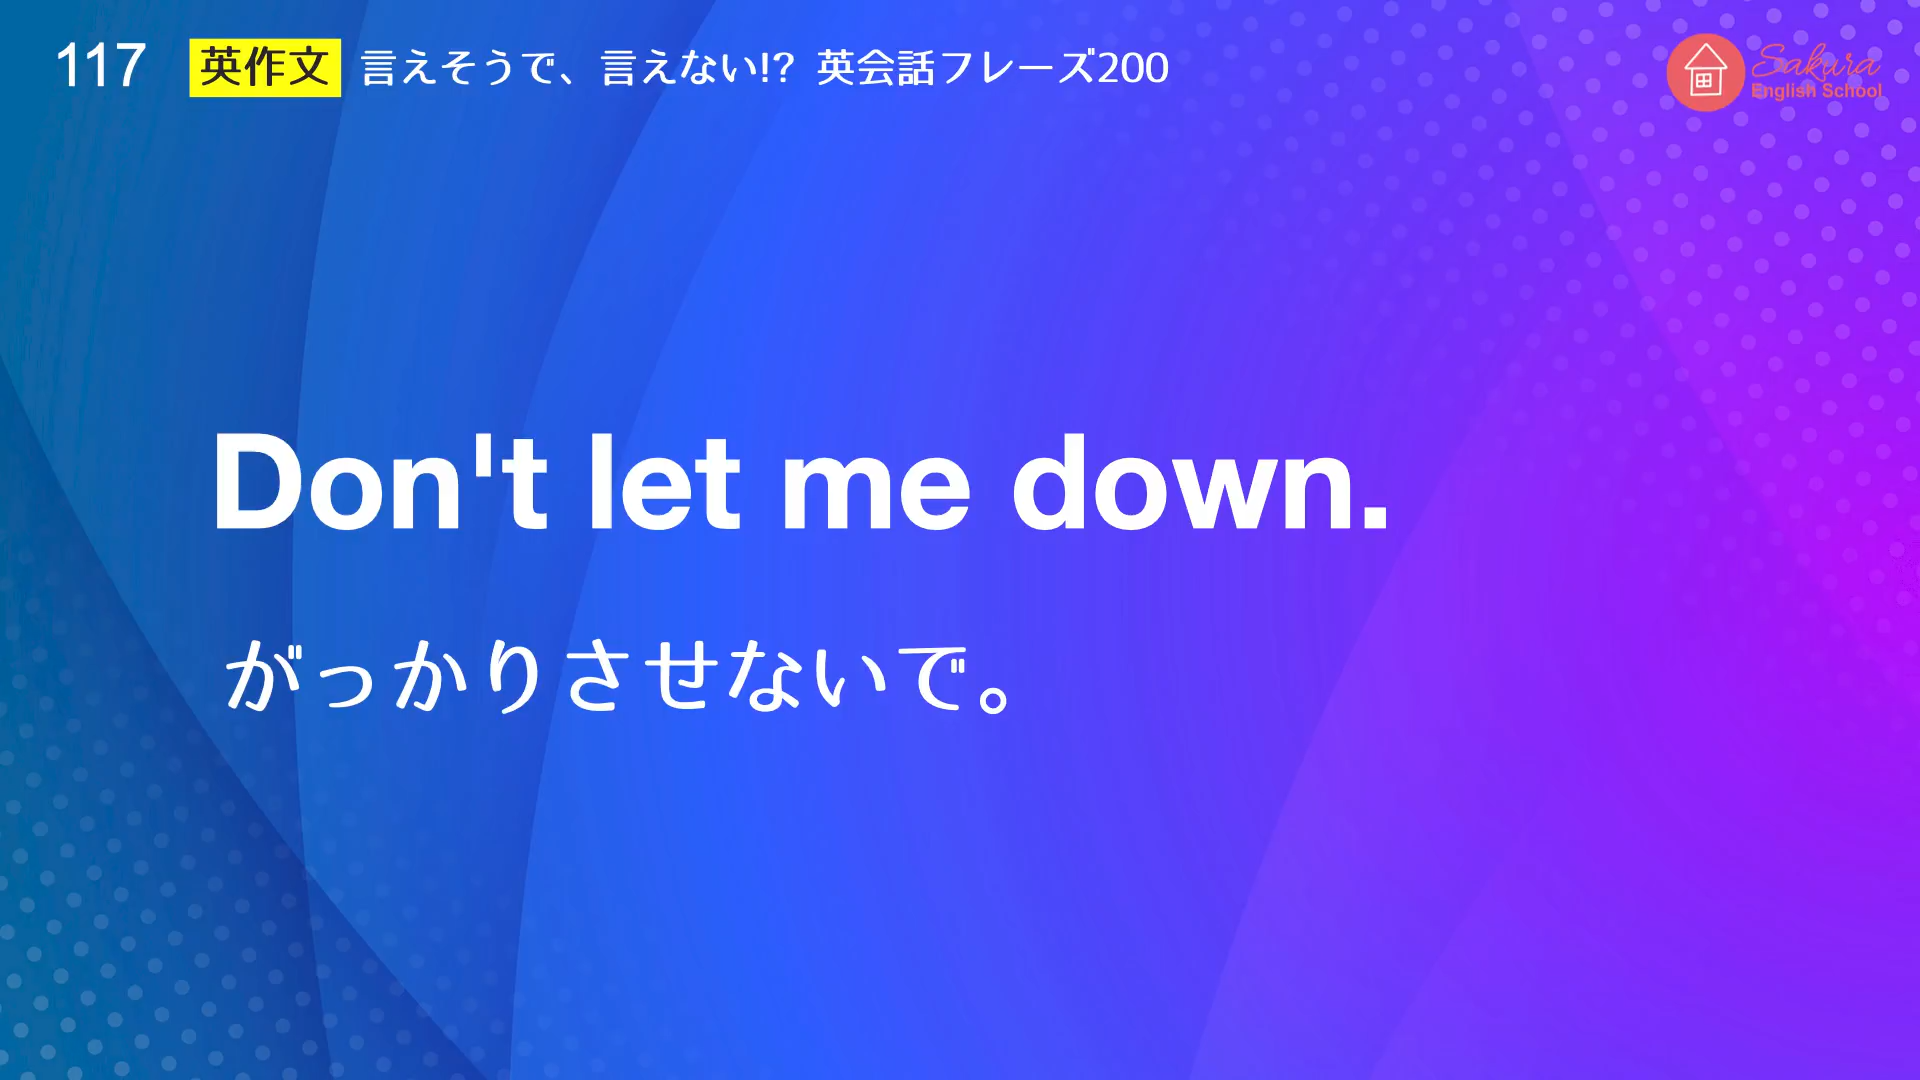 117 英作文 言えそうで、言えない!? 英会話フレーズ200
Sakura
English School
Don't let me down.
がっかりさせないで。